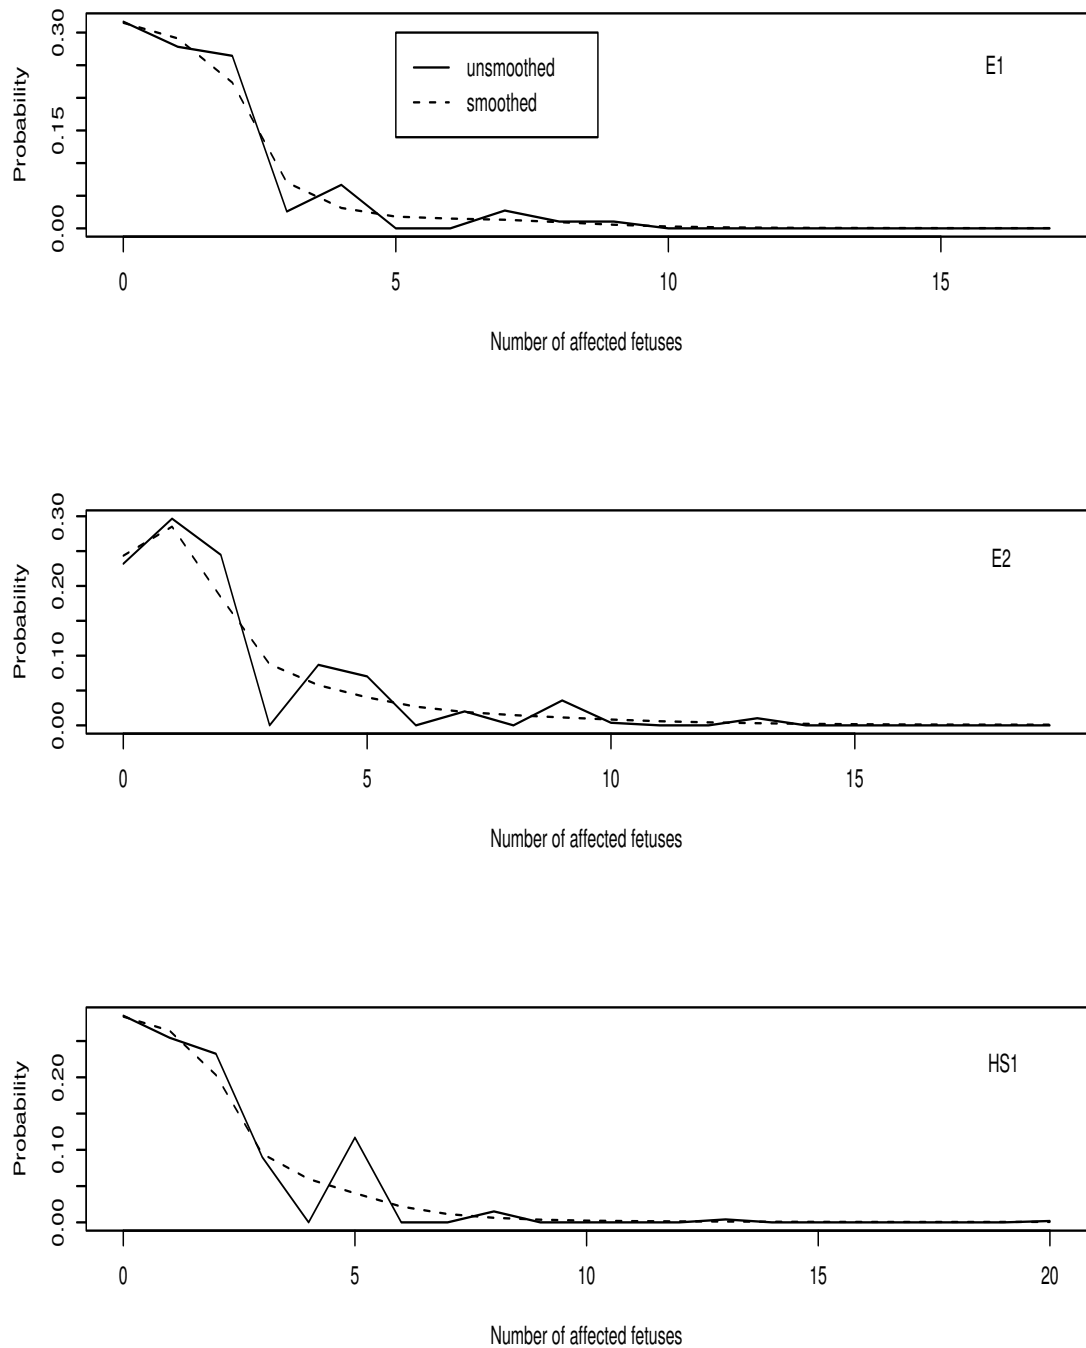 Probability
0.00 0.15 0.30
unsmoothed
smoothed
E1
0 5 10 15
Number of affected fetuses
Probability
0.00 0.10 0.20 0.30
E2
0 5 10 15
Number of affected fetuses
Probability
0.00 0.10 0.20
HS1
0 5 10 15 20
Number of affected fetuses